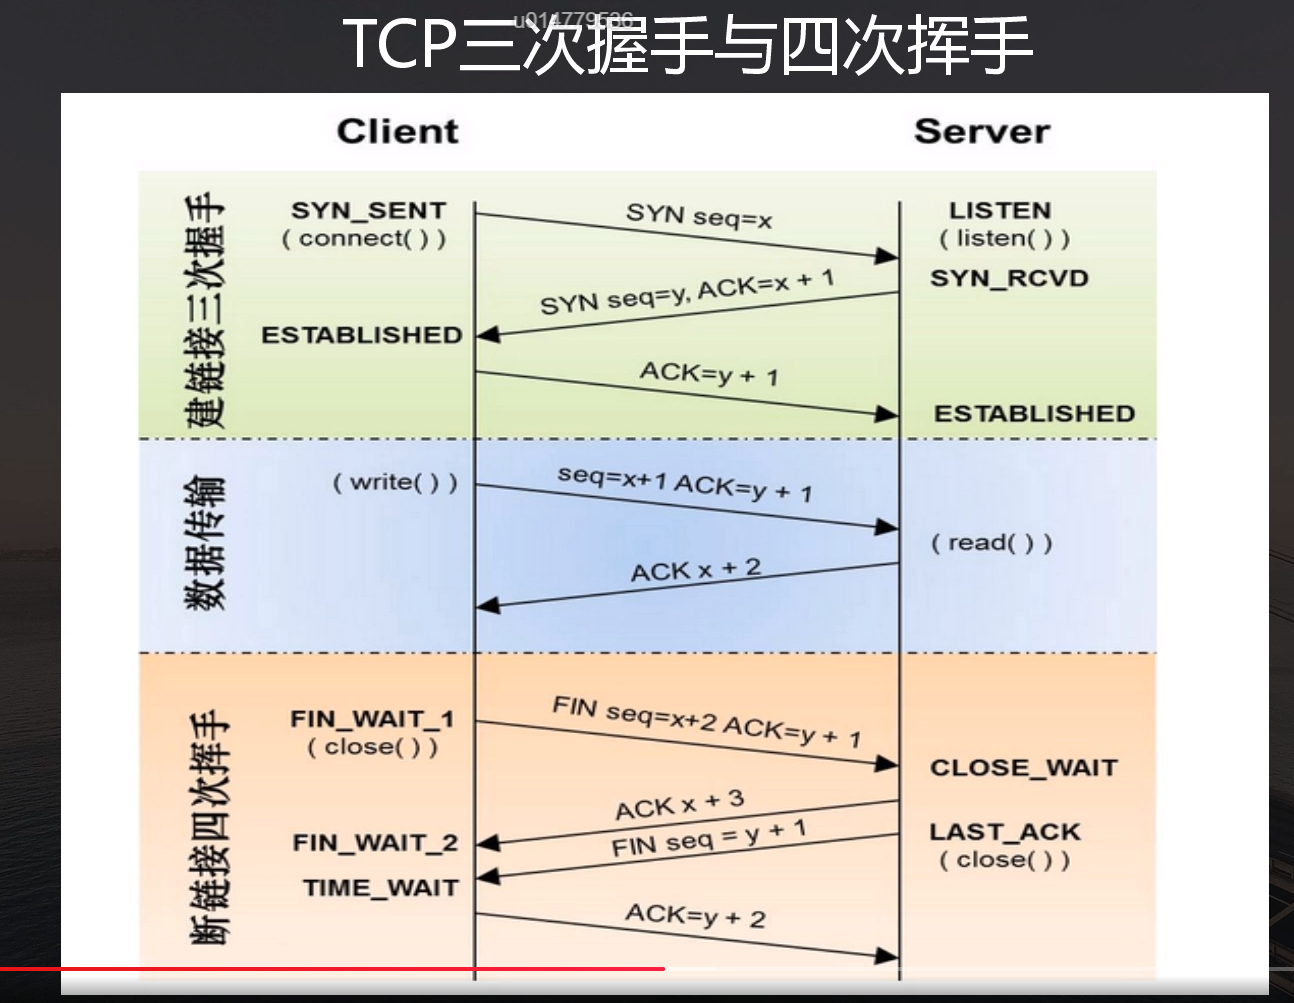 u014779536
TCP三次握手与四次挥手
Client
Server
建链接三次握手
SYN_SENT
( connect( ) )
SYN seq=x
LISTEN
( listen( ) )
SYN seq=y, ACK=x + 1
SYN_RCVD
ESTABLISHED
ACK=y + 1
ESTABLISHED
数据传输
( write( ) )
seq=x+1 ACK=y + 1
( read( ) )
ACK x + 2
断链接四次挥手
FIN_WAIT_1
( close( ) )
FIN seq=x+2 ACK=y + 1
CLOSE_WAIT
ACK x + 3
FIN_WAIT_2
FIN seq = y + 1
LAST_ACK
( close( ) )
TIME_WAIT
ACK=y + 2